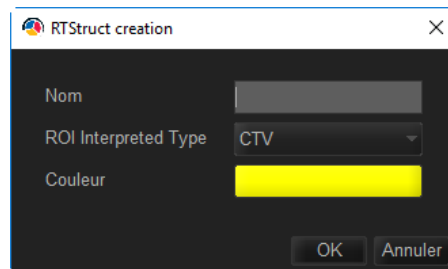 RTStruct creation
Nom
ROI Interpreted Type CTV
Couleur
OK Annuler